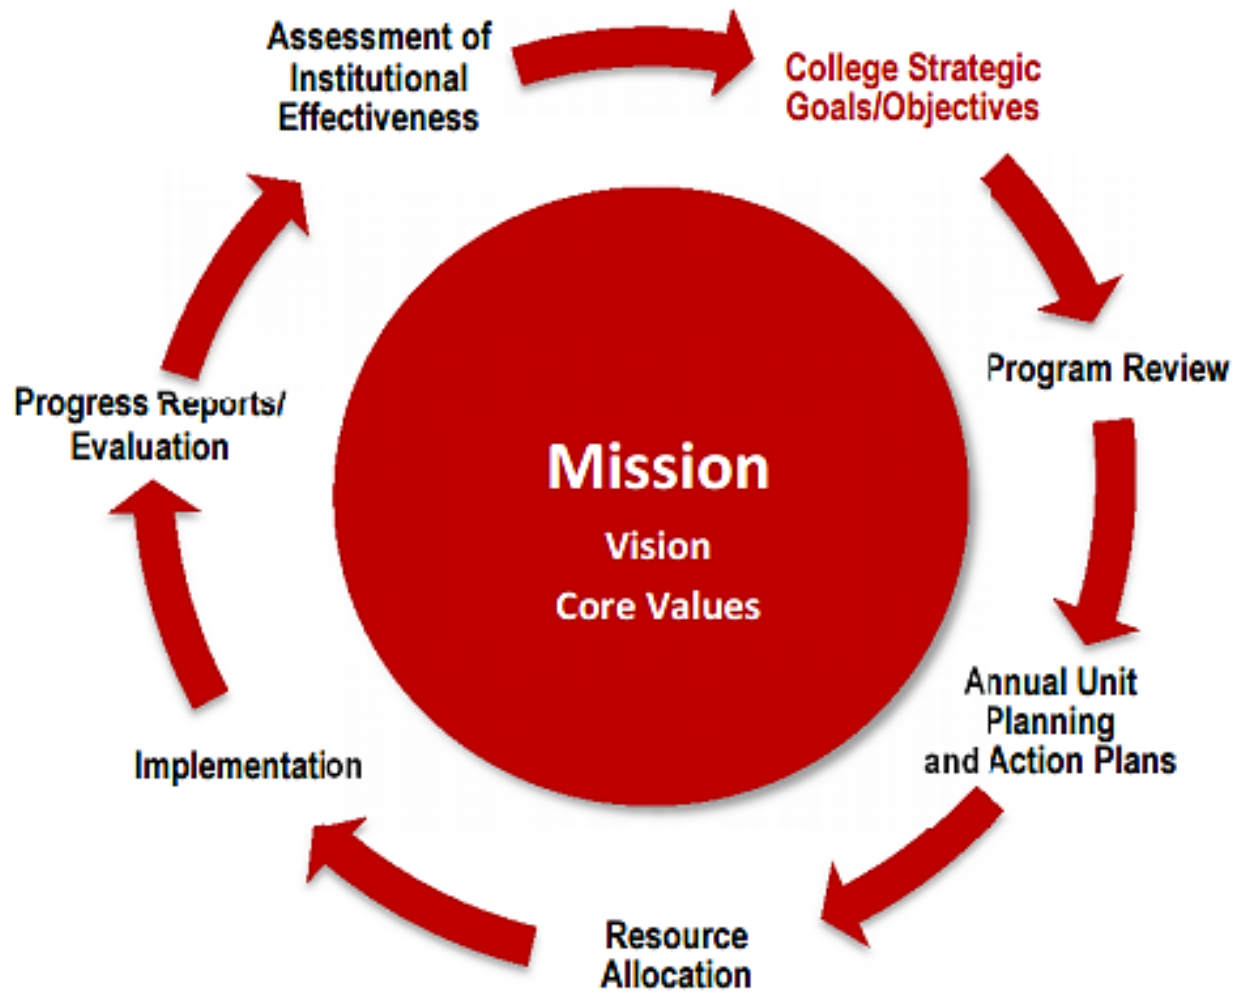 Assessment of
Institutional
Effectiveness
College Strategic
Goals/Objectives
Program Review
Annual Unit
Planning
and Action Plans
Resource
Allocation
Implementation
Progress Reports/
Evaluation
Mission
Vision
Core Values